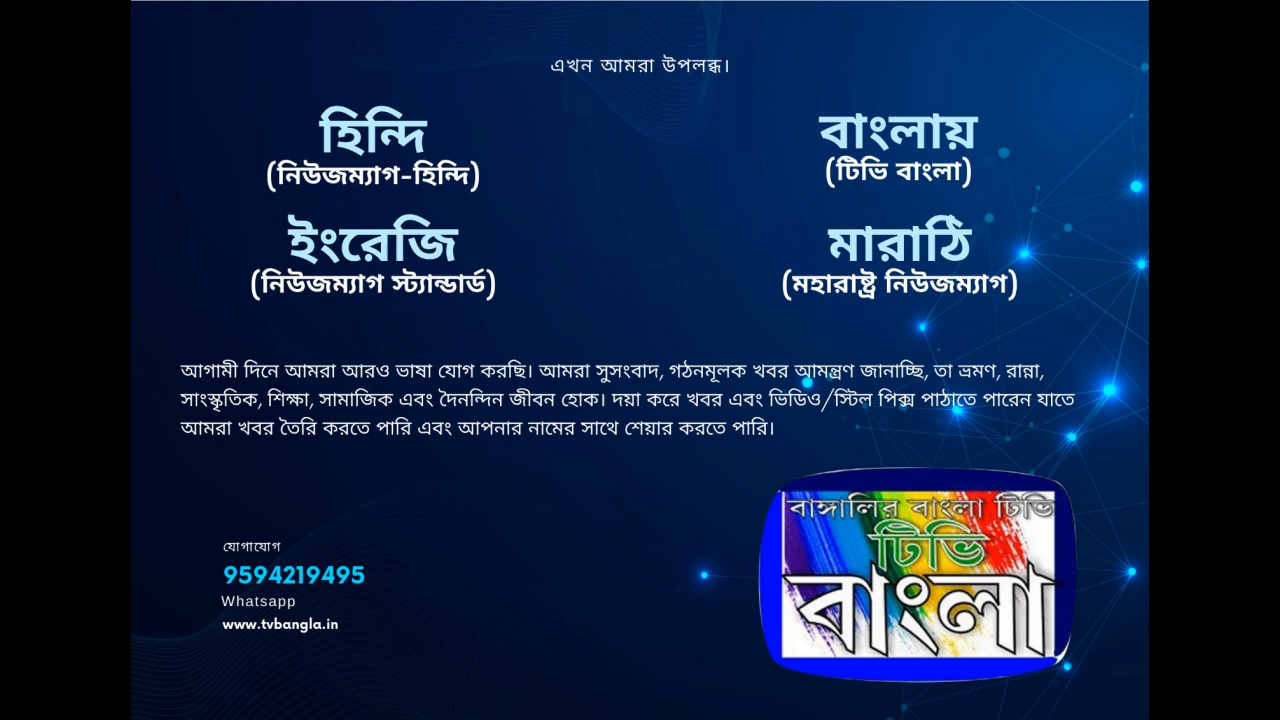 এখন আমরা উপলব্ধ।
হিন্দি
(নিউজম্যাগ-হিন্দি)
বাংলায়
(টিভি বাংলা)
ইংরেজি
(নিউজম্যাগ স্ট্যান্ডার্ড)
মারাঠি
(মহারাষ্ট্র নিউজম্যাগ)
আগামী দিনে আমরা আরও ভাষা যোগ করছি। আমরা সুসংবাদ, গঠনমূলক খবর আমন্ত্রণ জানাচ্ছি, তা ভ্রমণ, রান্না,
সাংস্কৃতিক, শিক্ষা, সামাজিক এবং দৈনন্দিন জীবন হোক। দয়া করে খবর এবং ভিডিও/স্টিল পিক্স পাঠাতে পারেন যাতে
আমরা খবর তৈরি করতে পারি এবং আপনার নামের সাথে শেয়ার করতে পারি।
যোগাযোগ
9594219495
Whatsapp
www.tvbangla.in
বাঙ্গালির বাংলা টিভি
টিভি
বাংলা